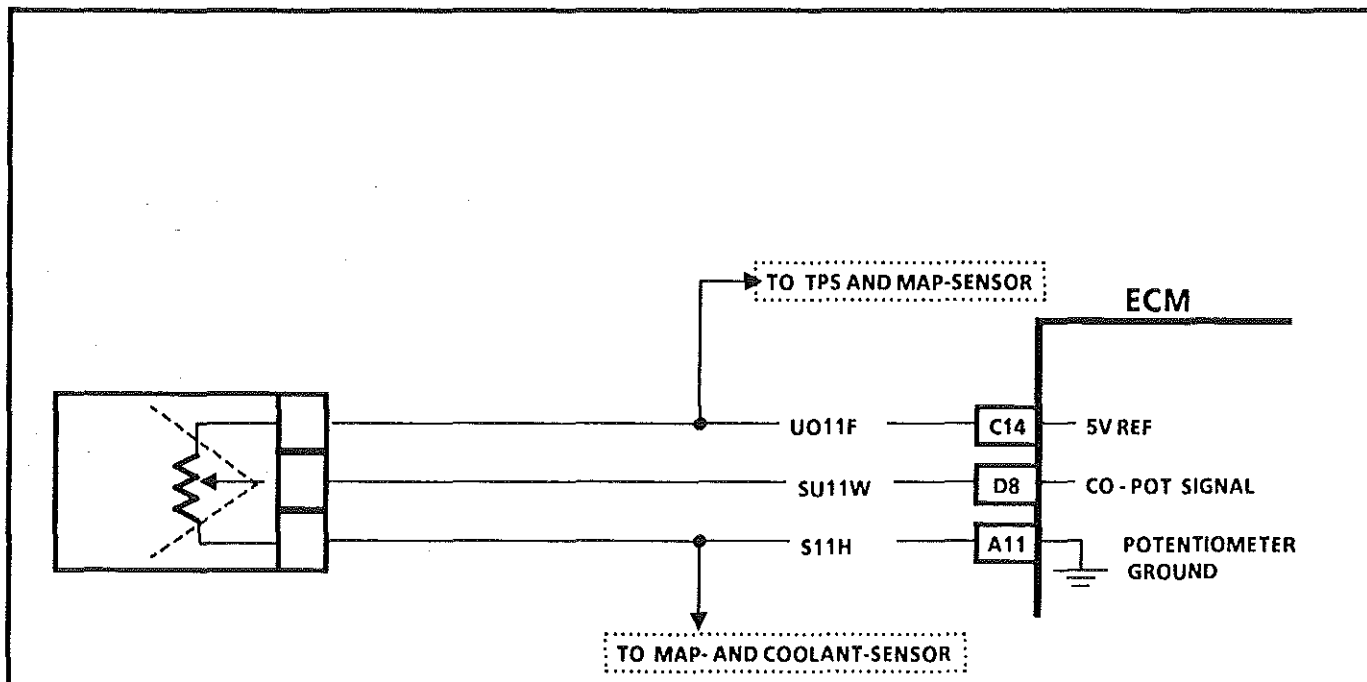 TO TPS AND MAP-SENSOR
ECM
UO11F C14 5V REF
SU11W D8 CO - POT SIGNAL
S11H A11 POTENTIOMETER
GROUND
TO MAP- AND COOLANT-SENSOR